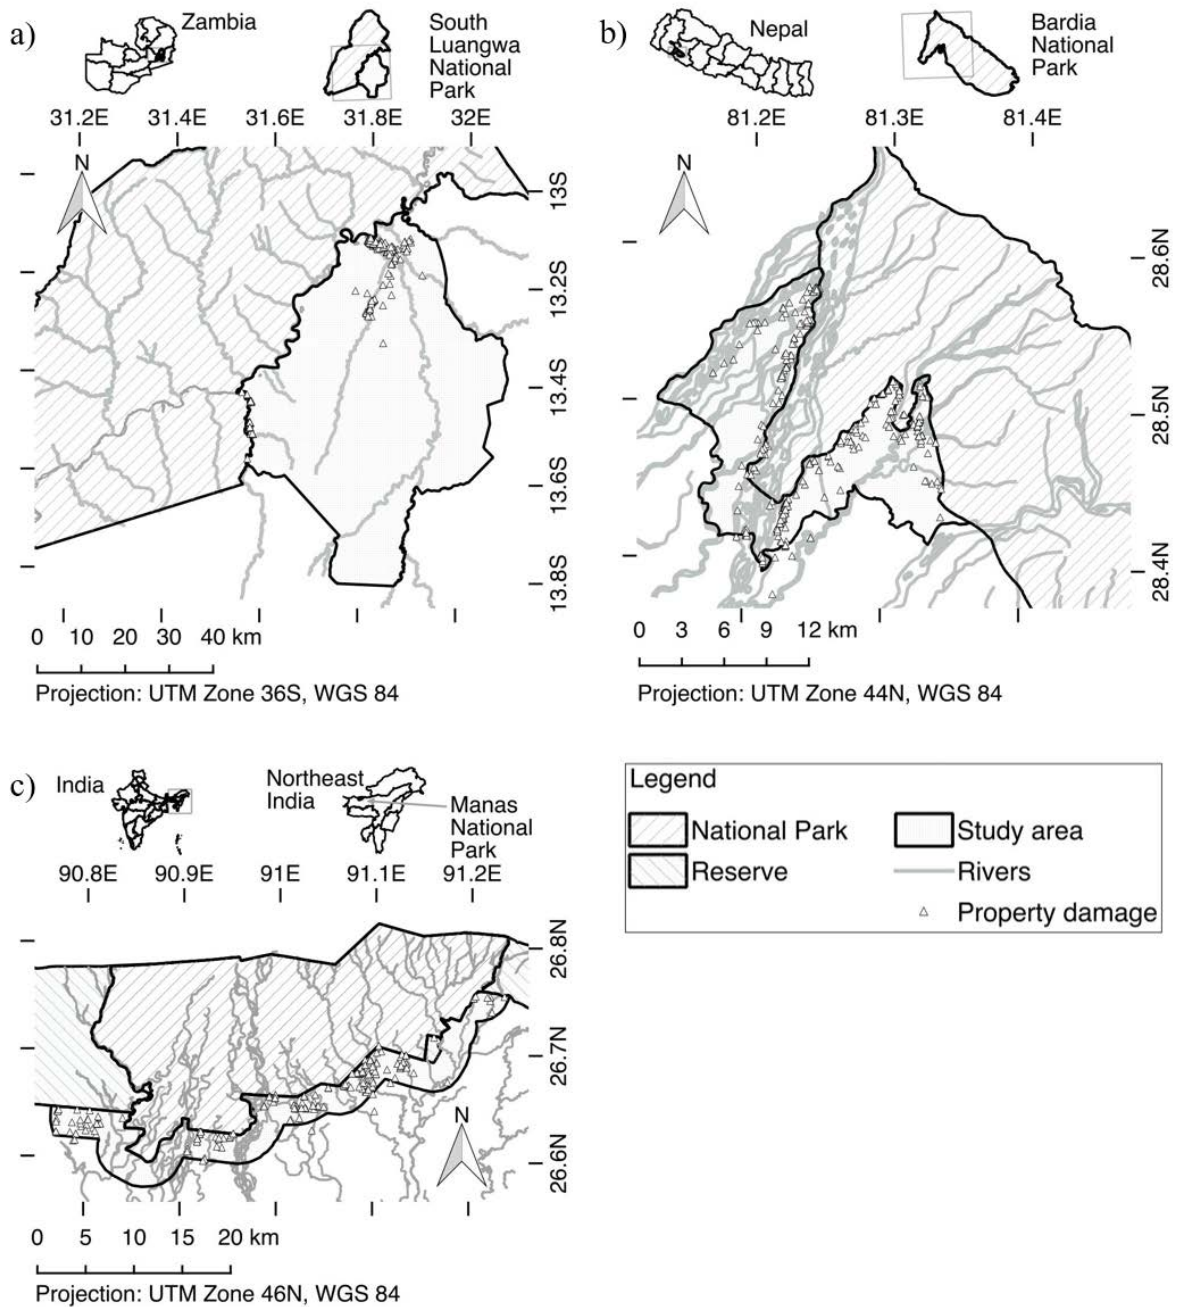 a)
Zambia
South
Luangwa
National
Park
31.2E 31.4E 31.6E 31.8E 32E
N
13S
13.2S
13.4S
13.6S
13.8S
0 10 20 30 40 km
Projection: UTM Zone 36S, WGS 84
b)
Nepal
Bardia
National
Park
81.2E 81.3E 81.4E
N
28.6N
28.5N
28.4N
0 3 6 9 12 km
Projection: UTM Zone 44N, WGS 84
c)
India
Northeast
India
Manas
National
Park
90.8E 90.9E 91E 91.1E 91.2E
26.8N
26.7N
26.6N
N
0 5 10 15 20 km
Projection: UTM Zone 46N, WGS 84
Legend
National Park
Study area
Reserve
Rivers
Property damage